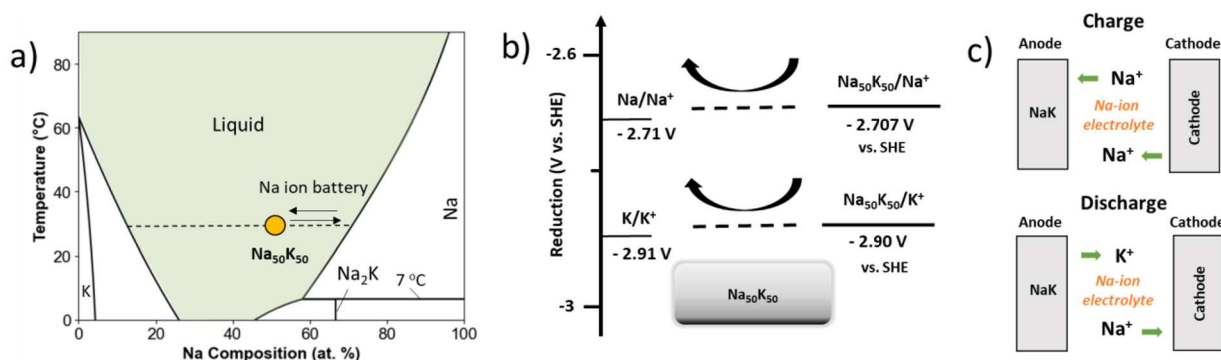 a)
Temperature (°C)
80
60
40
20
0
0
20
40
60
80
100
Na Composition (at. %)
Liquid
Na ion battery
Na₅₀K₅₀
K
Na
Na₂K
7 °C
b)
Reduction (V vs. SHE)
-2.6
-3
Na/Na⁺
- 2.71 V
K/K⁺
- 2.91 V
Na₅₀K₅₀/Na⁺
- 2.707 V
vs. SHE
Na₅₀K₅₀/K⁺
- 2.90 V
vs. SHE
Na₅₀K₅₀
c)
Charge
Anode
Cathode
NaK
Na⁺
Na-ion
electrolyte
Na⁺
Cathode
Discharge
Anode
Cathode
NaK
K⁺
Na-ion
electrolyte
Na⁺
Cathode